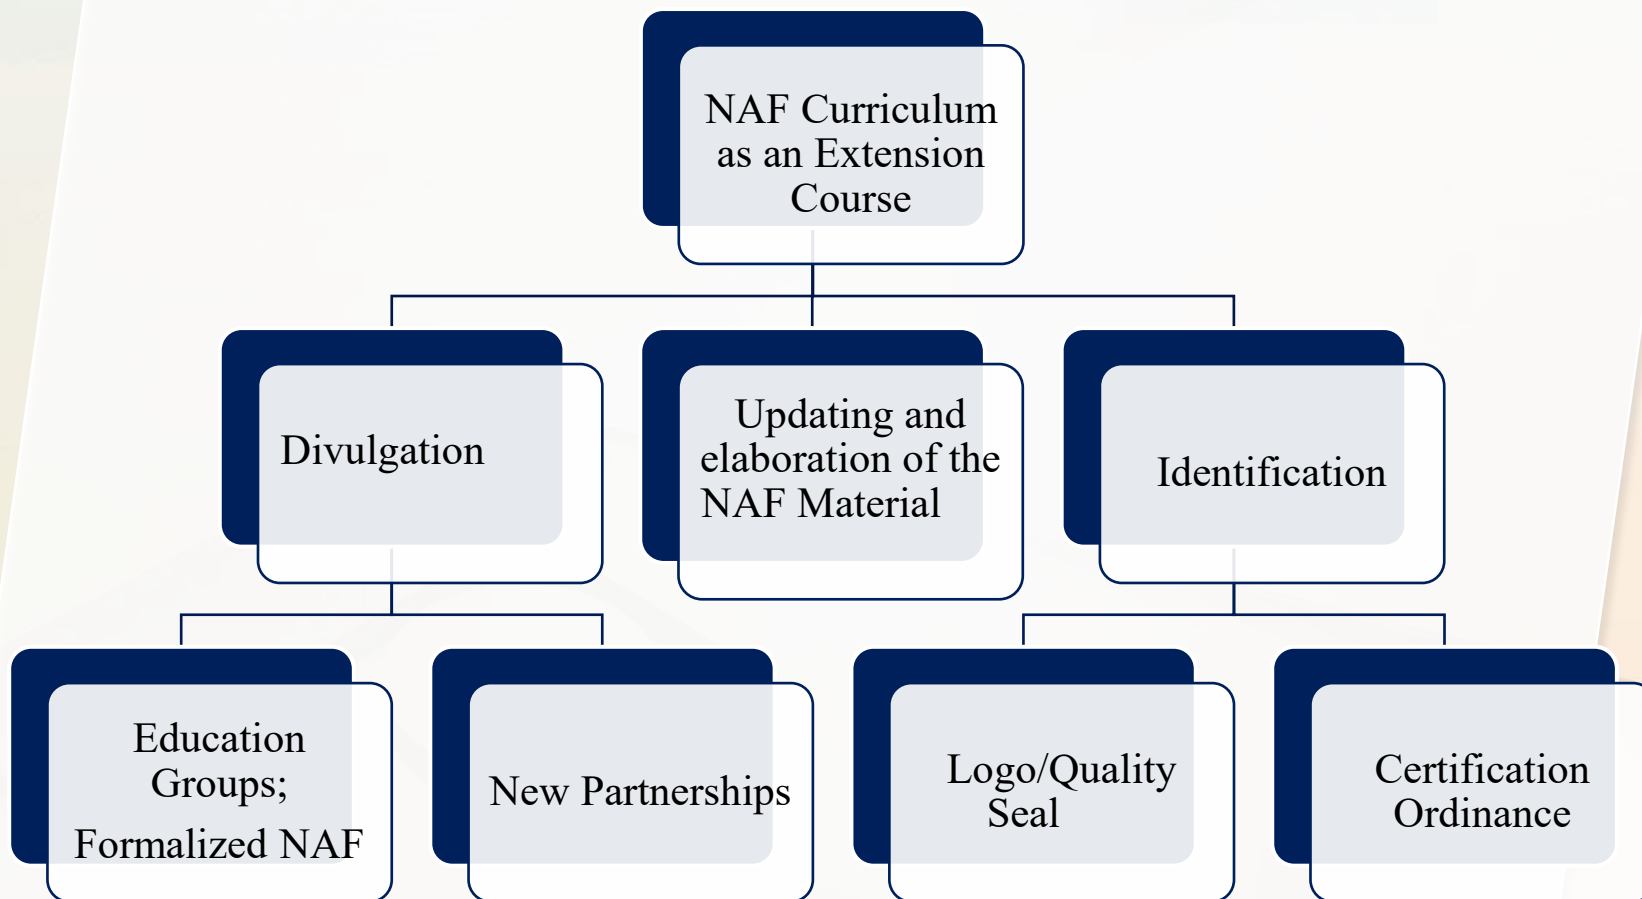 NAF Curriculum
as an Extension
Course
Divulgation
Updating and
elaboration of the
NAF Material
Identification
Education
Groups;
Formalized NAF
New Partnerships
Logo/Quality
Seal
Certification
Ordinance